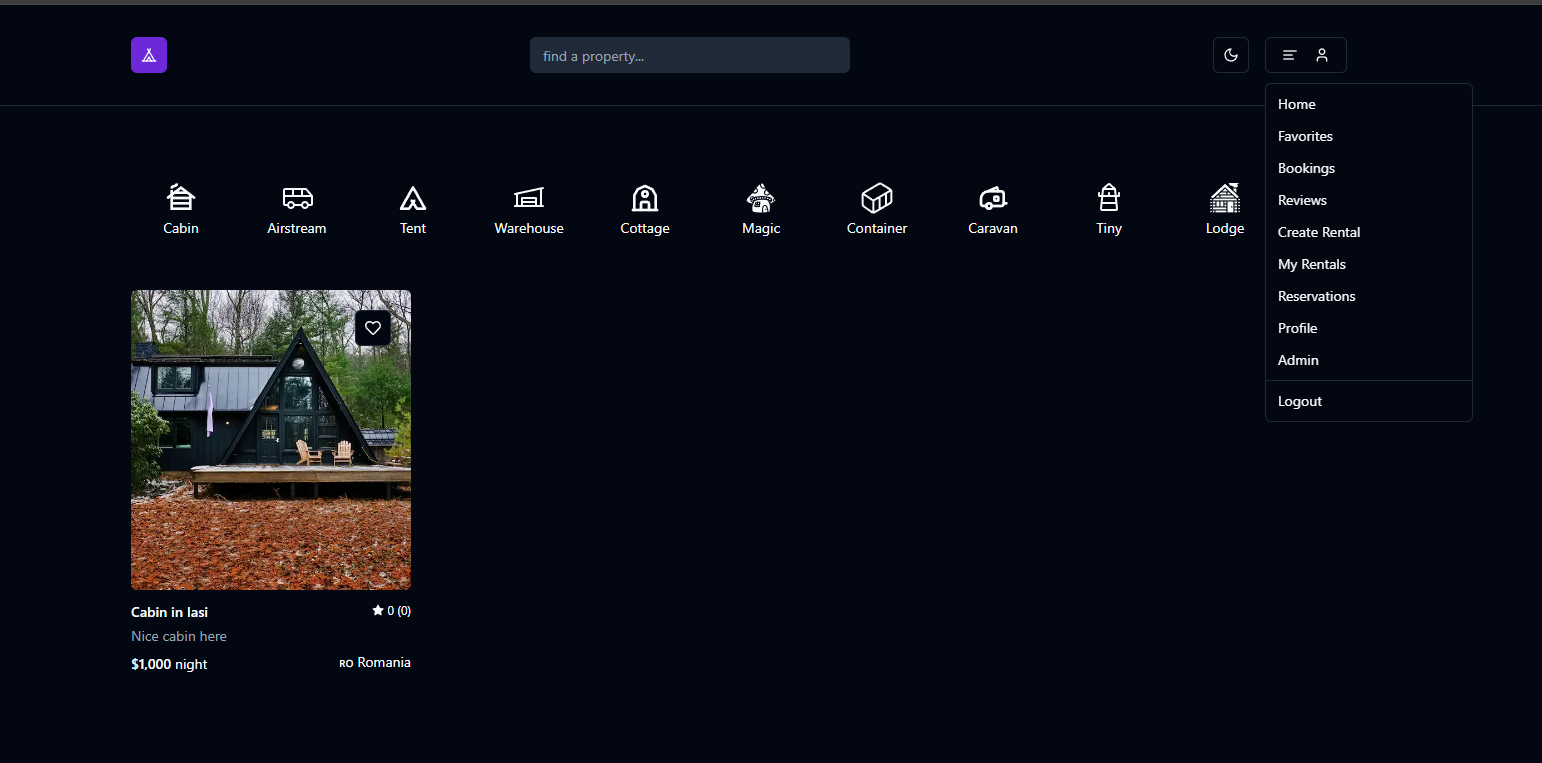 find a property...
Home
Favorites
Bookings
Reviews
Create Rental
My Rentals
Reservations
Profile
Admin
Logout
Cabin
Airstream
Tent
Warehouse
Cottage
Magic
Container
Caravan
Tiny
Lodge
Cabin in Iasi
0 (0)
Nice cabin here
$1,000 night
RO Romania